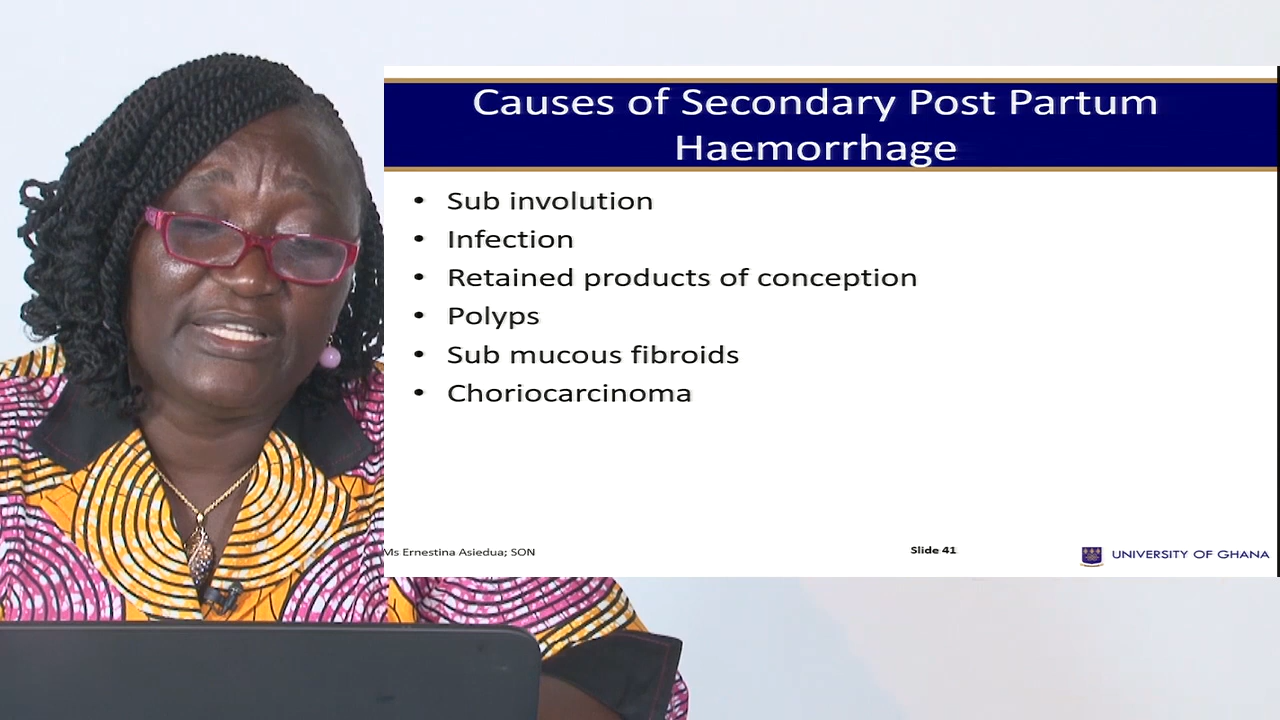 Causes of Secondary Post Partum
Haemorrhage
• Sub involution
• Infection
• Retained products of conception
• Polyps
• Sub mucous fibroids
• Choriocarcinoma
Ms Ernestina Asiedua; SON
Slide 41
UNIVERSITY OF GHANA